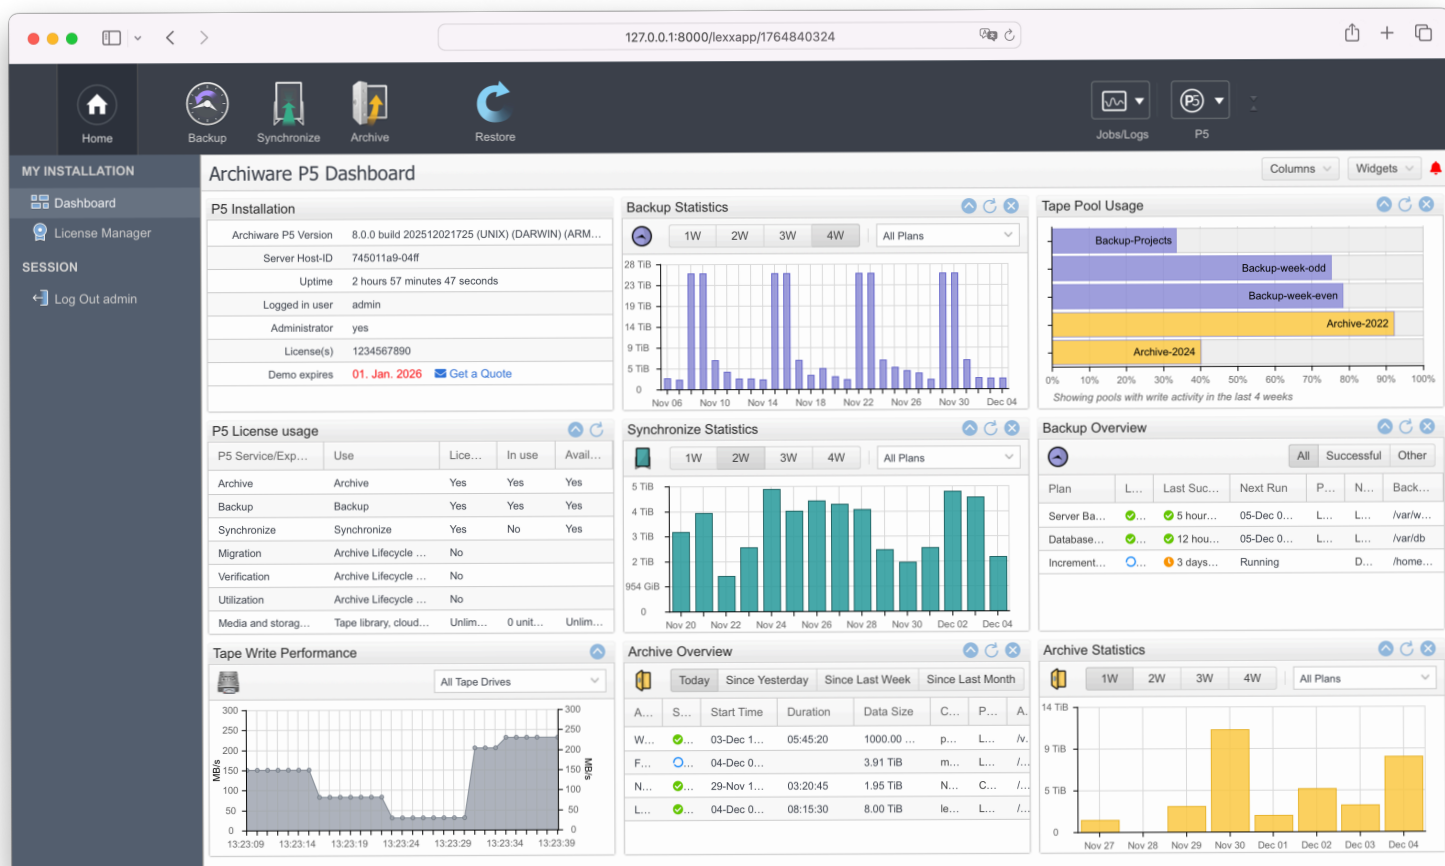 127.0.0.1:8000/lexxapp/1764840324
Home
Backup
Synchronize
Archive
Restore
Jobs/Logs
P5
P5
MY INSTALLATION
Dashboard
License Manager
SESSION
Log Out admin
Archiware P5 Dashboard
Columns
Widgets
P5 Installation
Archiware P5 Version 8.0.0 build 202512021725 (UNIX) (DARWIN) (ARM...
Server Host-ID 745011a9-04ff
Uptime 2 hours 57 minutes 47 seconds
Logged in user admin
Administrator yes
License(s) 1234567890
Demo expires 01. Jan. 2026 Get a Quote
Backup Statistics
1W 2W 3W 4W All Plans
28 TiB
23 TiB
19 TiB
14 TiB
9 TiB
5 TiB
0
Nov 06 Nov 10 Nov 14 Nov 18 Nov 22 Nov 26 Nov 30 Dec 04
Tape Pool Usage
Backup-Projects
Backup-week-odd
Backup-week-even
Archive-2022
Archive-2024
0% 10% 20% 30% 40% 50% 60% 70% 80% 90% 100%
Showing pools with write activity in the last 4 weeks
P5 License usage
P5 Service/Exp... Use Lice... In use Avail...
Archive Archive Yes Yes Yes
Backup Backup Yes Yes Yes
Synchronize Synchronize Yes No Yes
Migration Archive Lifecycle ... No
Verification Archive Lifecycle ... No
Utilization Archive Lifecycle ... No
Media and storag... Tape library, cloud... Unlim... 0 unit... Unlim...
Synchronize Statistics
1W 2W 3W 4W All Plans
5 TiB
4 TiB
3 TiB
2 TiB
954 GiB
0
Nov 20 Nov 22 Nov 24 Nov 26 Nov 28 Nov 30 Dec 02 Dec 04
Backup Overview
All Successful Other
Plan L... Last Suc... Next Run P... N... Back...
Server Ba... ... 5 hour... 05-Dec 0... L... L... /var/w...
Database... ... 12 hou... 05-Dec 0... L... L... /var/db
Increment... ... 3 days... Running D... /home...
Tape Write Performance
All Tape Drives
300 300
250 250
200 200
150 150
100 100
50 50
0 0
MB/s
MB/s
13:23:09 13:23:14 13:23:19 13:23:24 13:23:29 13:23:34 13:23:39
Archive Overview
Today Since Yesterday Since Last Week Since Last Month
A... S... Start Time Duration Data Size C... P... A.
W... ... 03-Dec 1... 05:45:20 1000.00 ... p... L... /v.
F... ... 04-Dec 0... 3.91 TiB m... L... /...
N... ... 29-Nov 1... 03:20:45 1.95 TiB N... C... /...
L... ... 04-Dec 0... 08:15:30 8.00 TiB le... L... /...
Archive Statistics
1W 2W 3W 4W All Plans
14 TiB
9 TiB
5 TiB
0
Nov 27 Nov 28 Nov 29 Nov 30 Dec 01 Dec 02 Dec 03 Dec 04